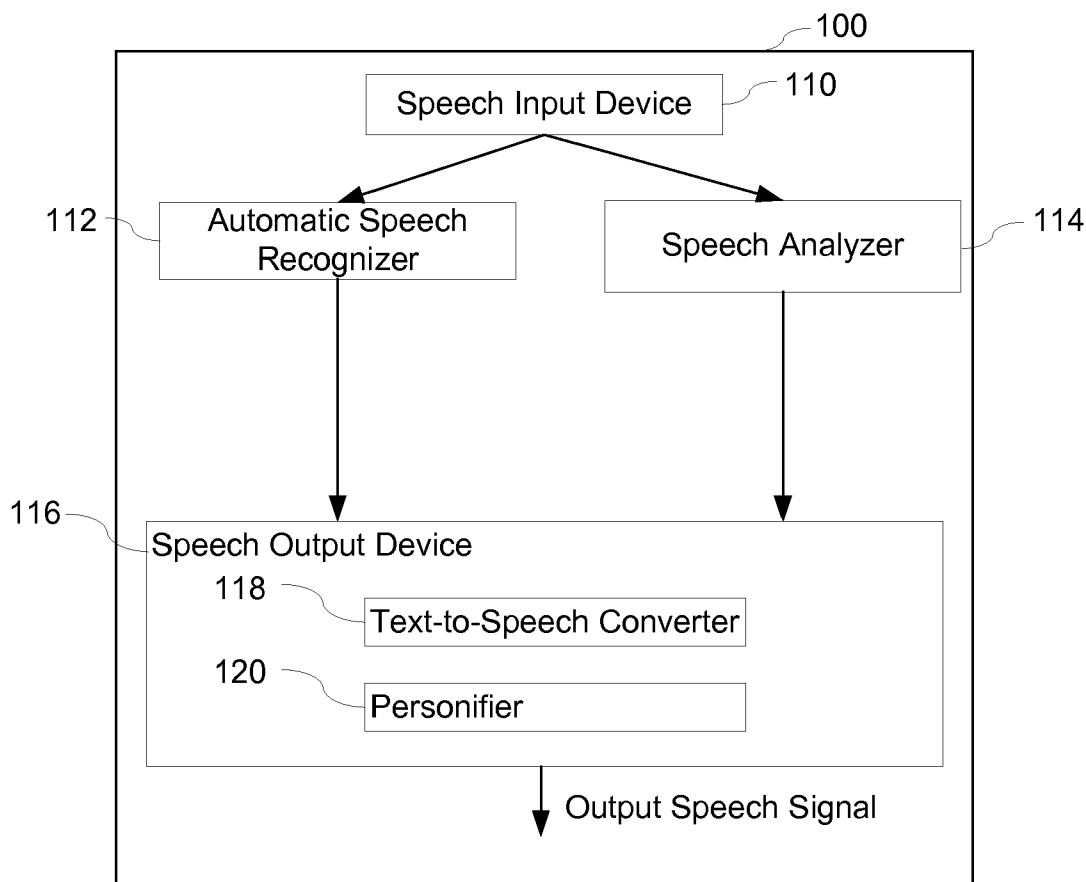 100
Speech Input Device
110
112
Automatic Speech
Recognizer
Speech Analyzer
114
116
Speech Output Device
118
Text-to-Speech Converter
120
Personifier
Output Speech Signal